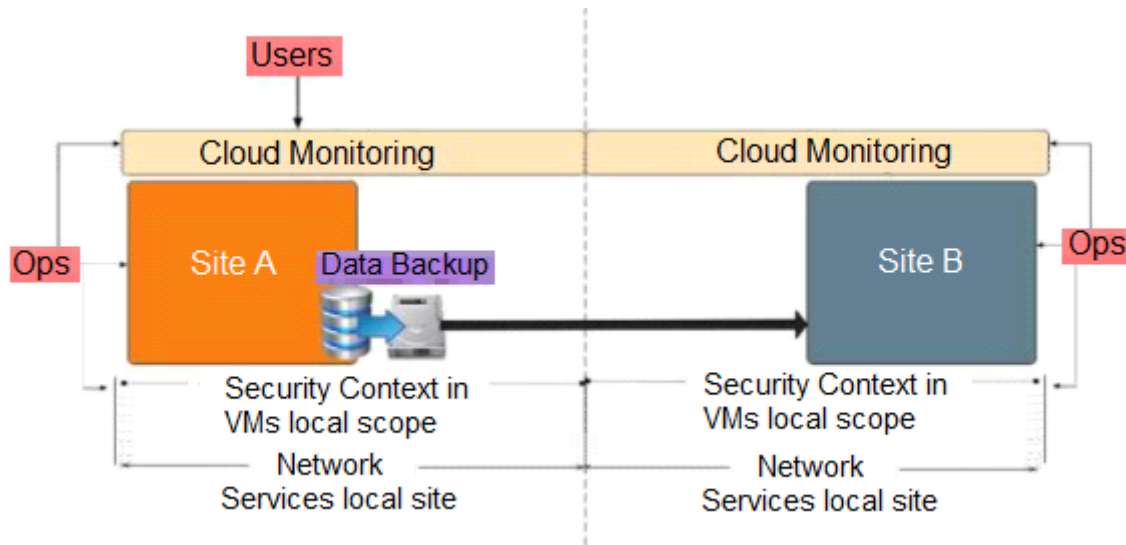 Users
Cloud Monitoring
Cloud Monitoring
Ops
Site A
Data Backup
Site B
Ops
Security Context in
VMs local scope
Security Context in
VMs local scope
Network
Services local site
Network
Services local site